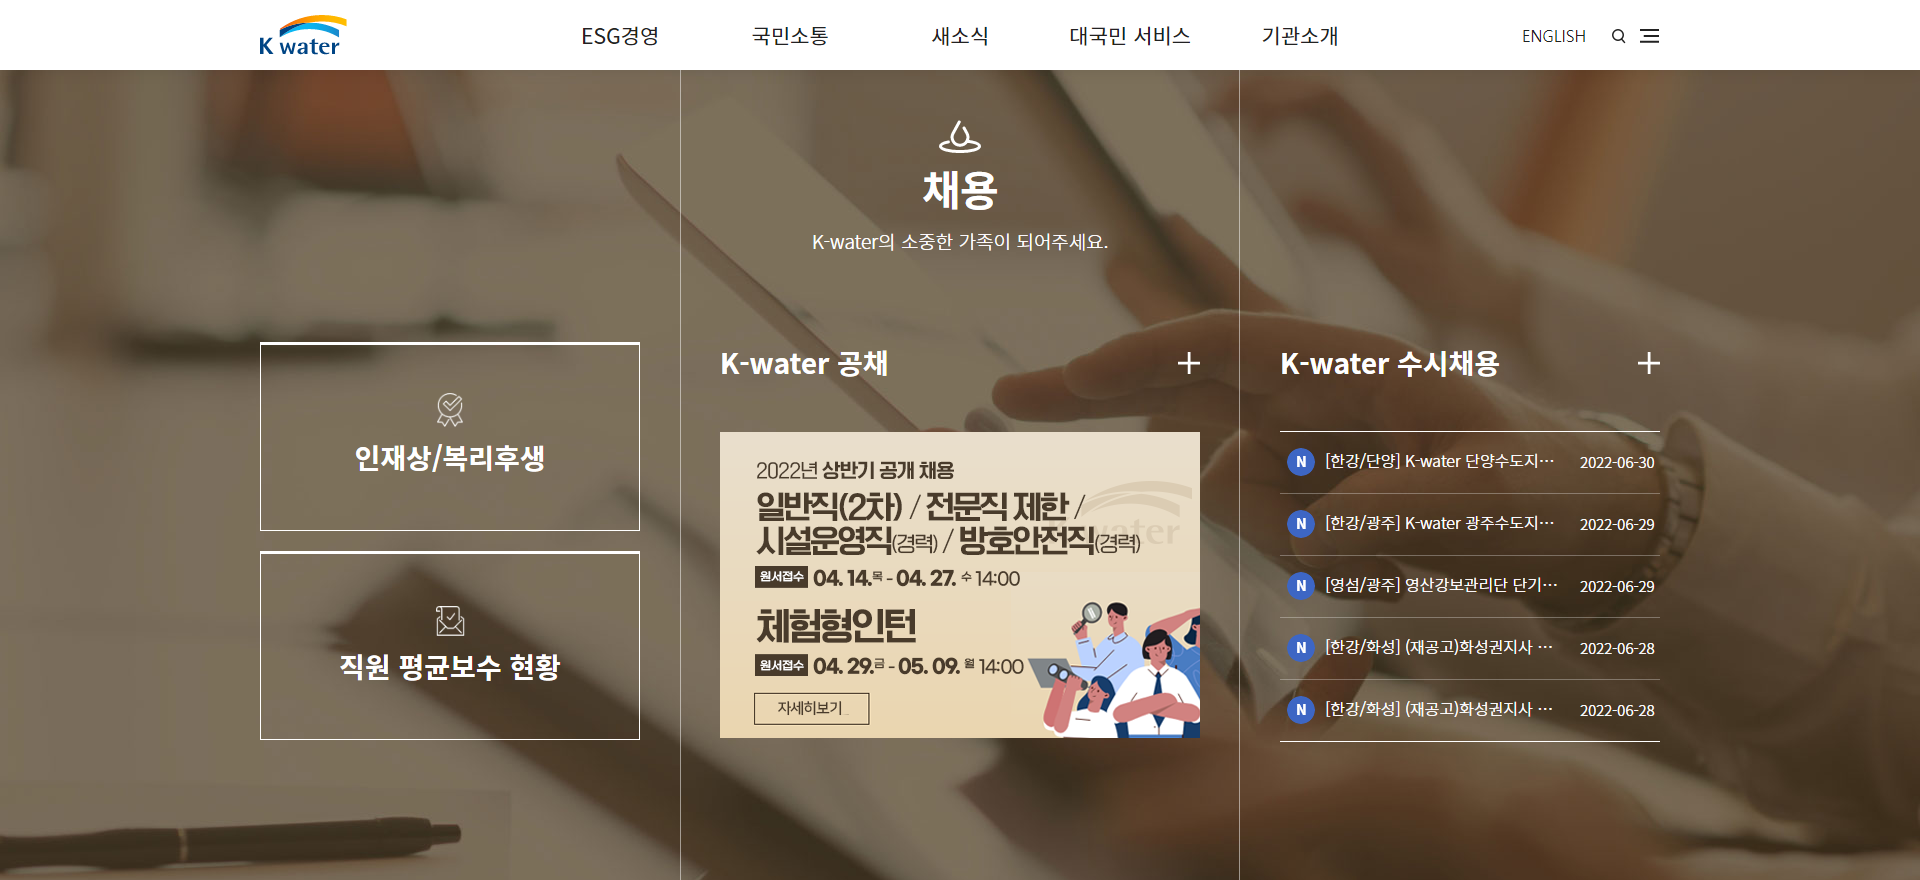 K water
ESG경영
국민소통
새소식
대국민 서비스
기관소개
ENGLISH
채용
K-water의 소중한 가족이 되어주세요.
인재상/복리후생
직원 평균보수 현황
K-water 공채
2022년 상반기 공개 채용
일반직(2차) / 전문직 제한 /
시설운영직(경력) / 방호안전직(경력)
원서접수 04. 14.목 - 04. 27. 수 14:00
체험형인턴
원서접수 04. 29.금 - 05. 09. 월 14:00
자세히보기
K water
K-water 수시채용
N [한강/단양] K-water 단양수도지··· 2022-06-30
N [한강/광주] K-water 광주수도지··· 2022-06-29
N [영섬/광주] 영산강보관리단 단기··· 2022-06-29
N [한강/화성] (재공고)화성권지사 ··· 2022-06-28
N [한강/화성] (재공고)화성권지사 ··· 2022-06-28